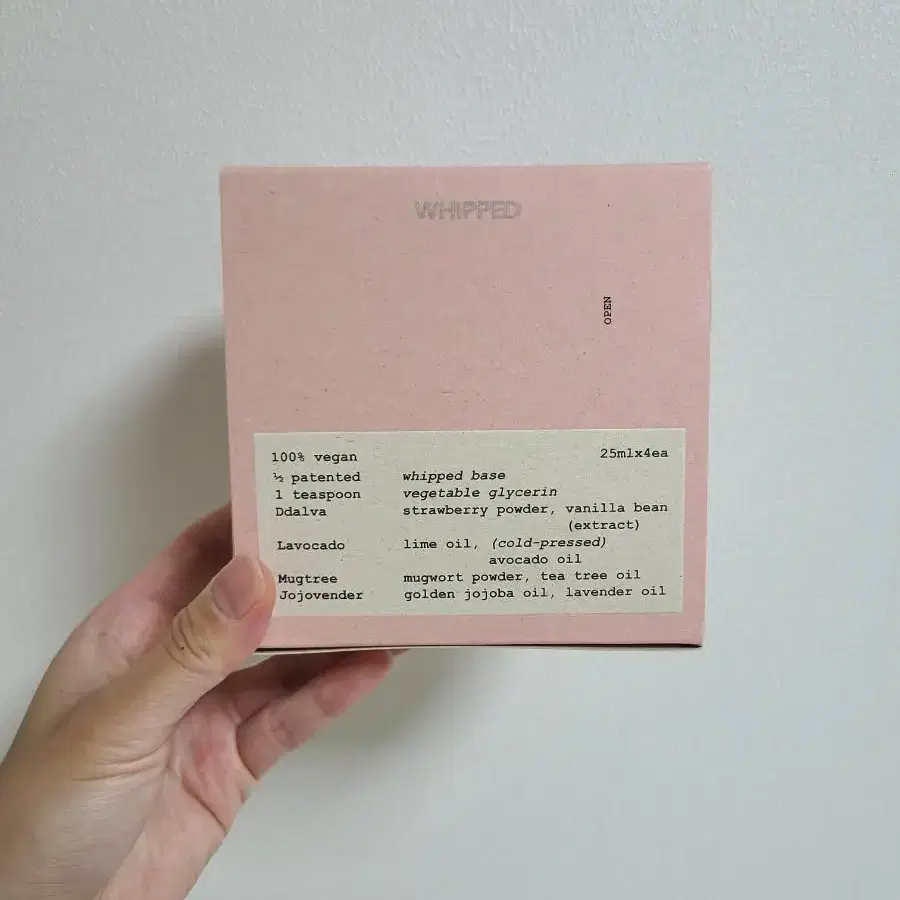 WHIPPED
OPEN
100% vegan 25mlx4ea
½ patented whipped base
1 teaspoon vegetable glycerin
Ddalva strawberry powder, vanilla bean
(extract)
Lavocado lime oil, (cold-pressed)
avocado oil
Mugtree mugwort powder, tea tree oil
Jojovender golden jojoba oil, lavender oil